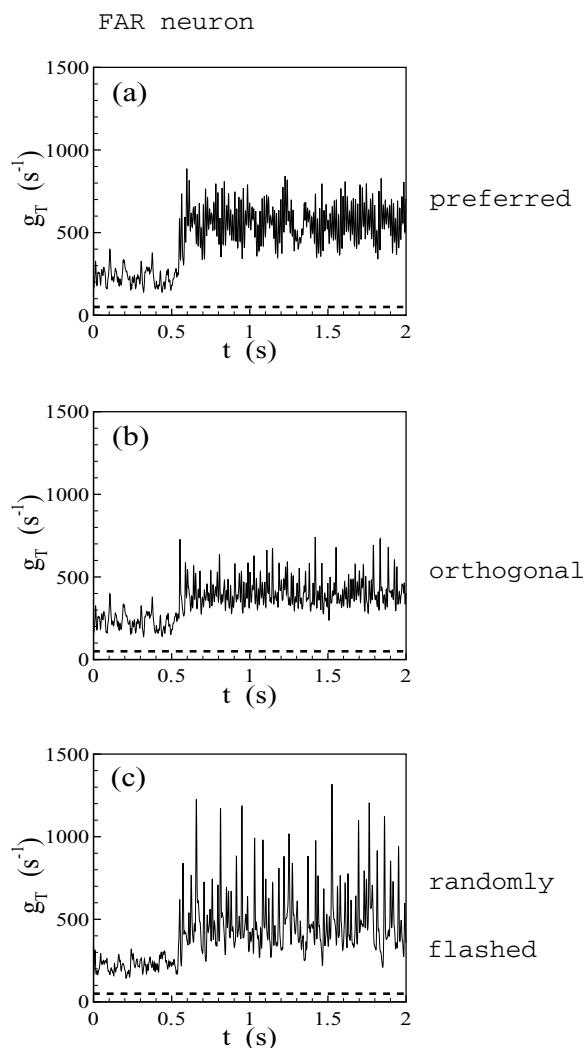 FAR neuron
1500
(a)
1000
preferred
g_T (s^-1)
500
0
0 0.5 1 1.5 2
t (s)
1500
(b)
1000
orthogonal
g_T (s^-1)
500
0
0 0.5 1 1.5 2
t (s)
1500
(c)
1000
randomly
g_T (s^-1)
500
flashed
0
0 0.5 1 1.5 2
t (s)